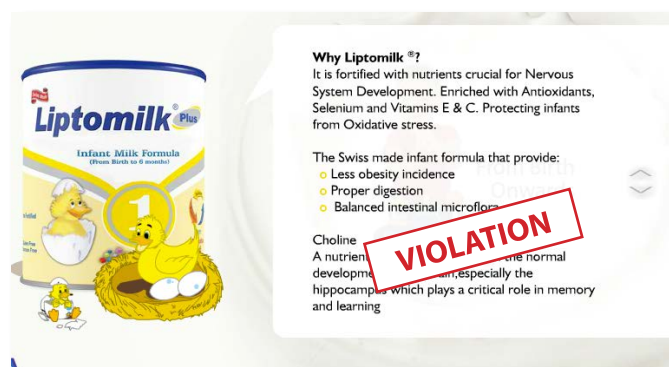 Liptomilk® Plus
Infant Milk Formula
(From Birth to 6 months)
1
Why Liptomilk ®?
It is fortified with nutrients crucial for Nervous
System Development. Enriched with Antioxidants,
Selenium and Vitamins E & C. Protecting infants
from Oxidative stress.
The Swiss made infant formula that provide:
Less obesity incidence
Proper digestion
Balanced intestinal microflora
From Birth
Onward
VIOLATION
Choline
A nutrien the normal
developme ,especially the
hippocampus which plays a critical role in memory
and learning